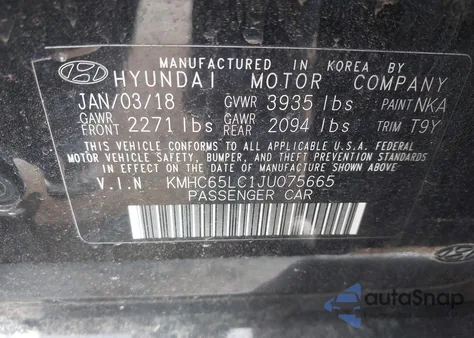 MANUFACTURED IN KOREA BY
HYUNDAI MOTOR COMPANY
JAN/03/18 GVWR 3935 lbs PAINT NKA
GAWR FRONT 2271 lbs GAWR REAR 2094 lbs TRIM T9Y
THIS VEHICLE CONFORMS TO ALL APPLICABLE U.S.A. FEDERAL
MOTOR VEHICLE SAFETY, BUMPER, AND THEFT PREVENTION STANDARDS
IN EFFECT ON THE DATE OF MANUFACTURE SHOWN ABOVE.
V.I.N KMHC65LC1JU075665
PASSENGER CAR
autoSnap